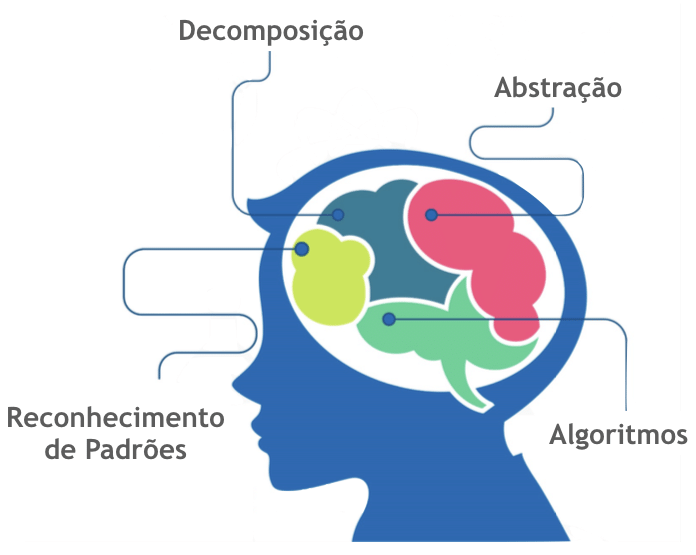 Decomposição
Abstração
Reconhecimento
de Padrões
Algoritmos